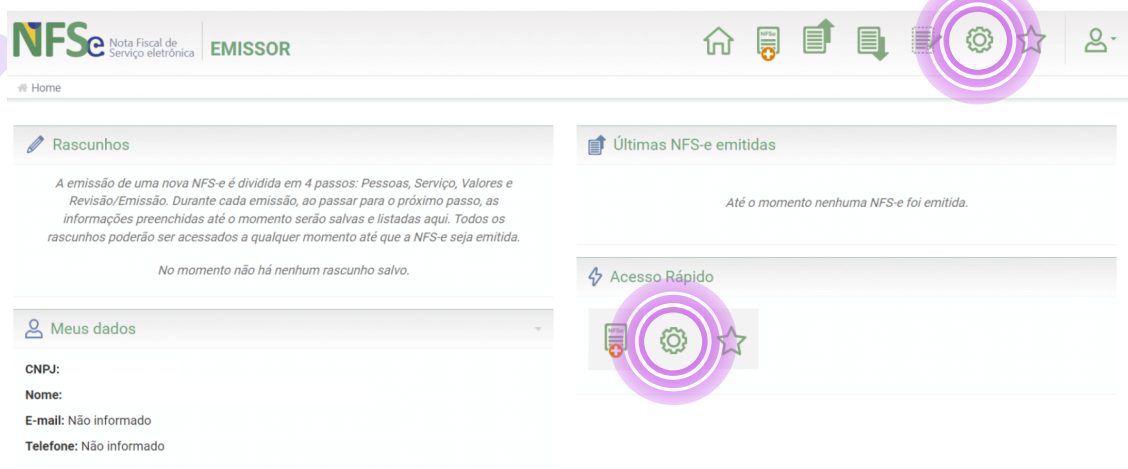 NFSe Nota Fiscal de
Serviço eletrônica
EMISSOR
NFSe
Home
Rascunhos
A emissão de uma nova NFS-e é dividida em 4 passos: Pessoas, Serviço, Valores e
Revisão/Emissão. Durante cada emissão, ao passar para o próximo passo, as
informações preenchidas até o momento serão salvas e listadas aqui. Todos os
rascunhos poderão ser acessados a qualquer momento até que a NFS-e seja emitida.
No momento não há nenhum rascunho salvo.
Meus dados
CNPJ:
Nome:
E-mail: Não informado
Telefone: Não informado
Últimas NFS-e emitidas
Até o momento nenhuma NFS-e foi emitida.
Acesso Rápido
NFSe